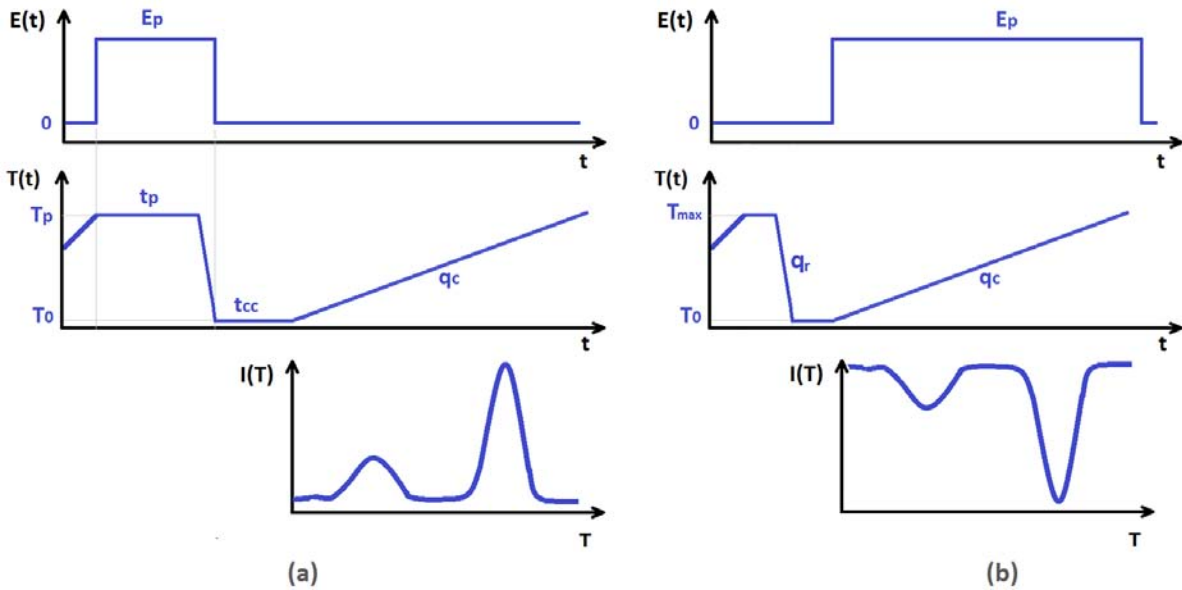 E(t)
Ep
0
t
T(t)
Tp
tp
tcc
qc
T0
t
I(T)
T
(a)
E(t)
Ep
0
t
T(t)
Tmax
qr
qc
T0
t
I(T)
T
(b)